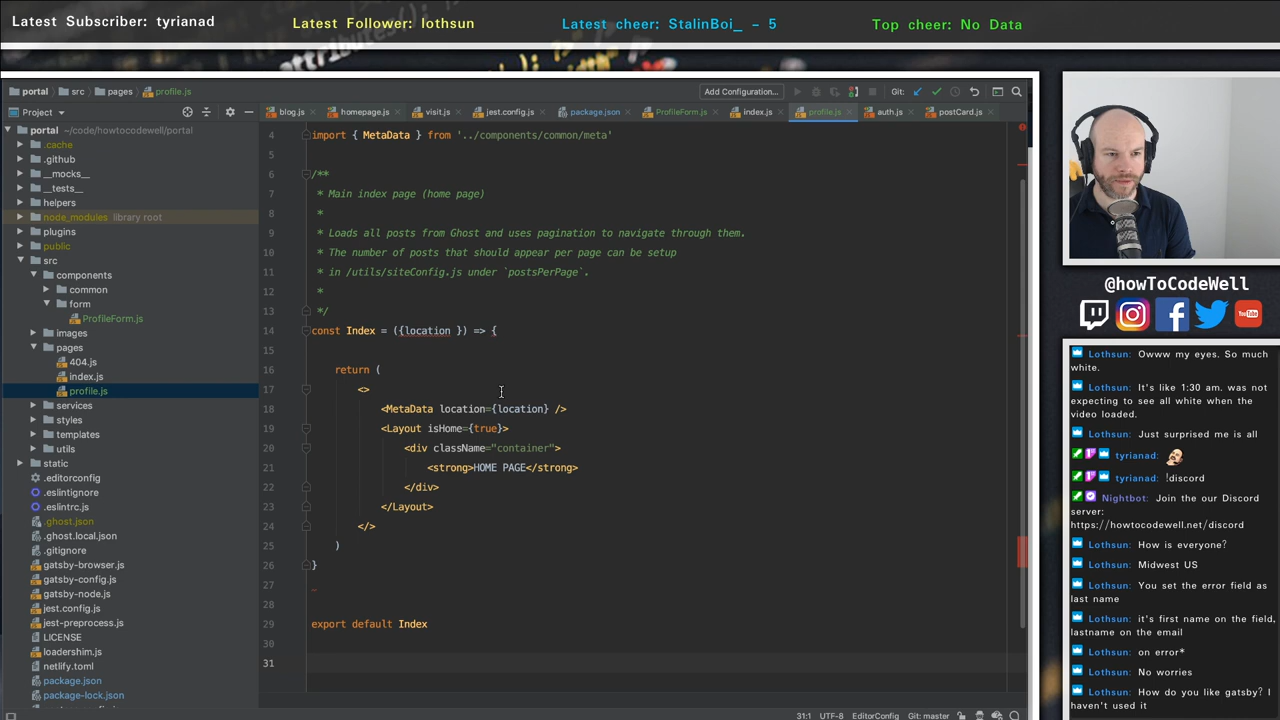 Latest Subscriber: tyrianad
Latest Follower: lothsun
Latest cheer: StalinBoi_ - 5
Top cheer: No Data
portal
src
pages
profile.js
Add Configuration...
Git:
Project
blog.js
homepage.js
visit.js
jest.config.js
package.json
ProfileForm.js
index.js
profile.js
auth.js
postCard.js
portal ~/code/howtocodewell/portal
.cache
.github
__mocks__
__tests__
helpers
node_modules library root
plugins
public
src
components
common
form
ProfileForm.js
images
pages
404.js
index.js
profile.js
services
styles
templates
utils
static
.editorconfig
.eslintignore
.eslintrc.js
.ghost.json
.ghost.local.json
.gitignore
gatsby-browser.js
gatsby-config.js
gatsby-node.js
jest.config.js
jest-preprocess.js
LICENSE
loadershim.js
netlify.toml
package.json
package-lock.json
4 import { MetaData } from '../components/common/meta'
5
6 /**
7 * Main index page (home page)
8 *
9 * Loads all posts from Ghost and uses pagination to navigate through them.
10 * The number of posts that should appear per page can be setup
11 * in /utils/siteConfig.js under `postsPerPage`.
12 *
13 */
14 const Index = ({location }) => {
15
16 return (
17 <>
18 <MetaData location={location} />
19 <Layout isHome={true}>
20 <div className="container">
21 <strong>HOME PAGE</strong>
22 </div>
23 </Layout>
24 </>
25 )
26 }
27
28
29 export default Index
30
31
31:1 UTF-8 EditorConfig Git: master
@howToCodeWell
You Tube
Lothsun: Owww my eyes. So much
white.
Lothsun: It's like 1:30 am. was not
expecting to see all white when the
video loaded.
Lothsun: Just surprised me is all
tyrianad:
tyrianad: !discord
Nightbot: Join the our Discord
server:
https://howtocodewell.net/discord
Lothsun: How is everyone?
Lothsun: Midwest US
Lothsun: You set the error field as
last name
Lothsun: it's first name on the field,
lastname on the email
Lothsun: on error*
Lothsun: No worries
Lothsun: How do you like gatsby? I
haven't used it